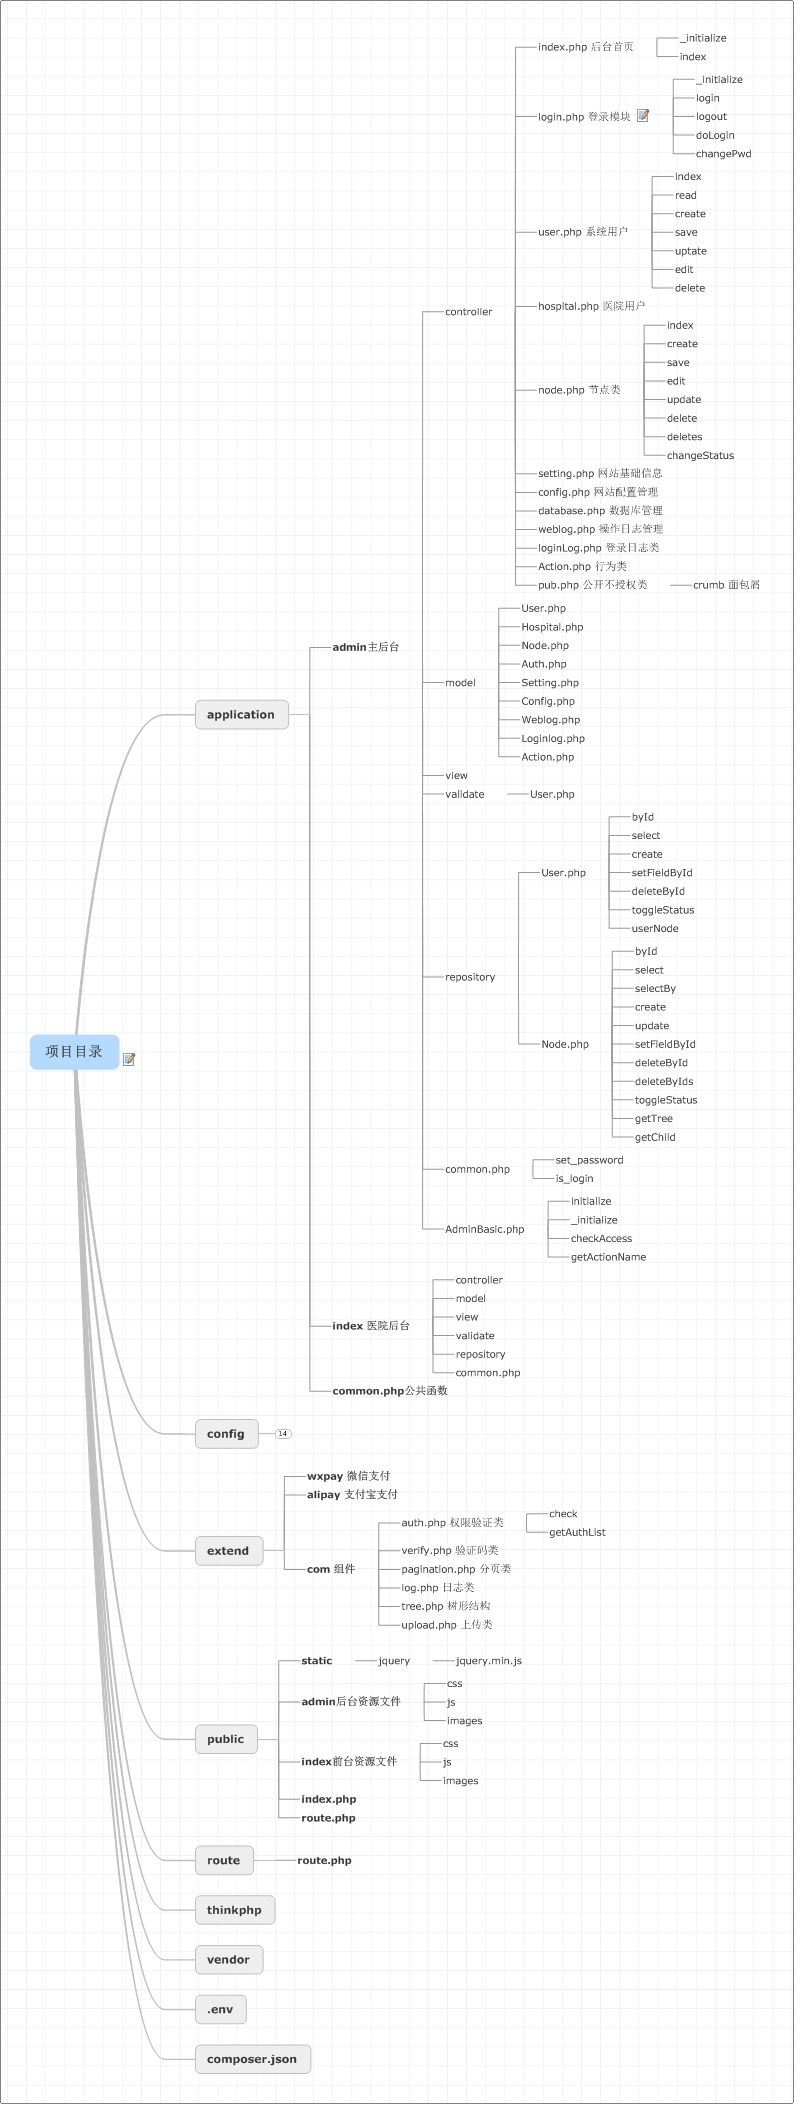 项目目录
application
admin主后台
controller
index.php 后台首页
_initialize
index
login.php 登录模块
_initialize
login
logout
doLogin
changePwd
user.php 系统用户
index
read
create
save
uptate
edit
delete
hospital.php 医院用户
node.php 节点类
index
create
save
edit
update
delete
deletes
changeStatus
setting.php 网站基础信息
config.php 网站配置管理
database.php 数据库管理
weblog.php 操作日志管理
loginLog.php 登录日志类
Action.php 行为类
pub.php 公开不授权类
crumb 面包屑
model
User.php
Hospital.php
Node.php
Auth.php
Setting.php
Config.php
Weblog.php
Loginlog.php
Action.php
view
validate
User.php
repository
User.php
byId
select
create
setFieldById
deleteById
toggleStatus
userNode
Node.php
byId
select
selectBy
create
update
setFieldById
deleteById
deleteByIds
toggleStatus
getTree
getChild
common.php
set_password
is_login
AdminBasic.php
initialize
_initialize
checkAccess
getActionName
index 医院后台
controller
model
view
validate
repository
common.php
common.php公共函数
config
14
extend
wxpay 微信支付
alipay 支付宝支付
com 组件
auth.php 权限验证类
check
getAuthList
verify.php 验证码类
pagination.php 分页类
log.php 日志类
tree.php 树形结构
upload.php 上传类
public
static
jquery
jquery.min.js
admin后台资源文件
css
js
images
index前台资源文件
css
js
images
index.php
route.php
route
route.php
thinkphp
vendor
.env
composer.json